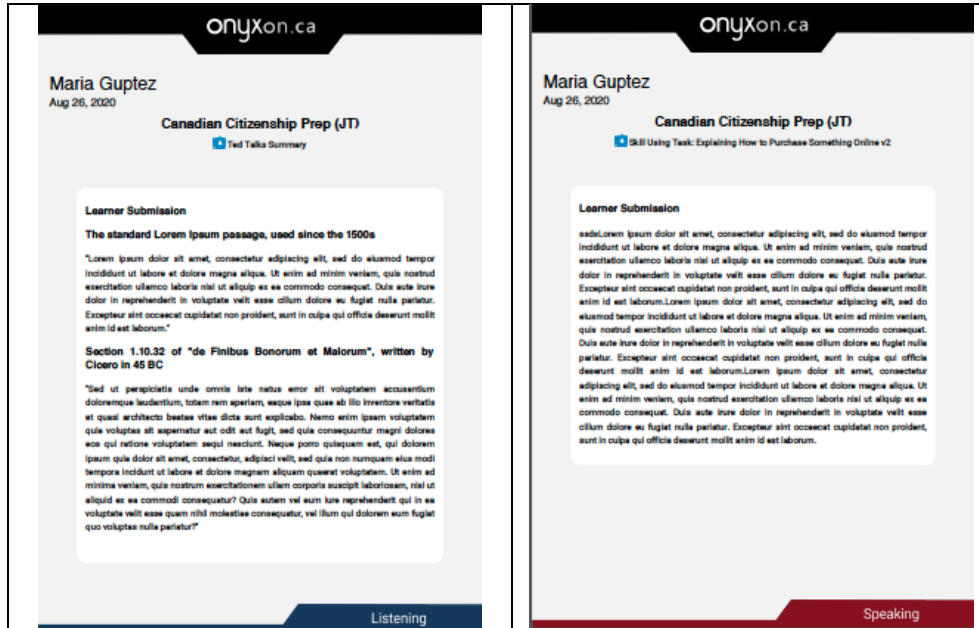 onyxon.ca
Maria Guptez
Aug 26, 2020
Canadian Citizenship Prep (JT)
Ted Talks Summary
Learner Submission
The standard Lorem Ipsum passage, used since the 1500s
"Lorem ipsum dolor sit amet, consectetur adipiscing elit, sed do eiusmod tempor
incididunt ut labore et dolore magna aliqua. Ut enim ad minim veniam, quis nostrud
exercitation ullamco laboris nisi ut aliquip ex ea commodo consequat. Duis aute irure
dolor in reprehenderit in voluptate velit esse cillum dolore eu fugiat nulla pariatur.
Excepteur sint occaecat cupidatat non proident, sunt in culpa qui officia deserunt mollit
anim id est laborum."
Section 1.10.32 of "de Finibus Bonorum et Malorum", written by
Cicero in 45 BC
"Sed ut perspiciatis unde omnis iste natus error sit voluptatem accusantium
doloremque laudantium, totam rem aperiam, eaque ipsa quae ab illo inventore veritatis
et quasi architecto beatae vitae dicta sunt explicabo. Nemo enim ipsam voluptatem
quia voluptas sit aspernatur aut odit aut fugit, sed quia consequuntur magni dolores
eos qui ratione voluptatem sequi nesciunt. Neque porro quisquam est, qui dolorem
ipsum quia dolor sit amet, consectetur, adipisci velit, sed quia non numquam eius modi
tempora incidunt ut labore et dolore magnam aliquam quaerat voluptatem. Ut enim ad
minima veniam, quis nostrum exercitationem ullam corporis suscipit laboriosam, nisi ut
aliquid ex ea commodi consequatur? Quis autem vel eum iure reprehenderit qui in ea
voluptate velit esse quam nihil molestiae consequatur, vel illum qui dolorem eum fugiat
quo voluptas nulla pariatur?"
Listening
onyxon.ca
Maria Guptez
Aug 26, 2020
Canadian Citizenship Prep (JT)
Skill Using Task: Explaining How to Purchase Something Online v2
Learner Submission
asdsLorem ipsum dolor sit amet, consectetur adipiscing elit, sed do eiusmod tempor
incididunt ut labore et dolore magna aliqua. Ut enim ad minim veniam, quis nostrud
exercitation ullamco laboris nisi ut aliquip ex ea commodo consequat. Duis aute irure
dolor in reprehenderit in voluptate velit esse cillum dolore eu fugiat nulla pariatur.
Excepteur sint occaecat cupidatat non proident, sunt in culpa qui officia deserunt mollit
anim id est laborum.Lorem ipsum dolor sit amet, consectetur adipiscing elit, sed do
eiusmod tempor incididunt ut labore et dolore magna aliqua. Ut enim ad minim veniam,
quis nostrud exercitation ullamco laboris nisi ut aliquip ex ea commodo consequat.
Duis aute irure dolor in reprehenderit in voluptate velit esse cillum dolore eu fugiat nulla
pariatur. Excepteur sint occaecat cupidatat non proident, sunt in culpa qui officia
deserunt mollit anim id est laborum.Lorem ipsum dolor sit amet, consectetur
adipiscing elit, sed do eiusmod tempor incididunt ut labore et dolore magna aliqua. Ut
enim ad minim veniam, quis nostrud exercitation ullamco laboris nisi ut aliquip ex ea
commodo consequat. Duis aute irure dolor in reprehenderit in voluptate velit esse
cillum dolore eu fugiat nulla pariatur. Excepteur sint occaecat cupidatat non proident,
sunt in culpa qui officia deserunt mollit anim id est laborum.
Speaking